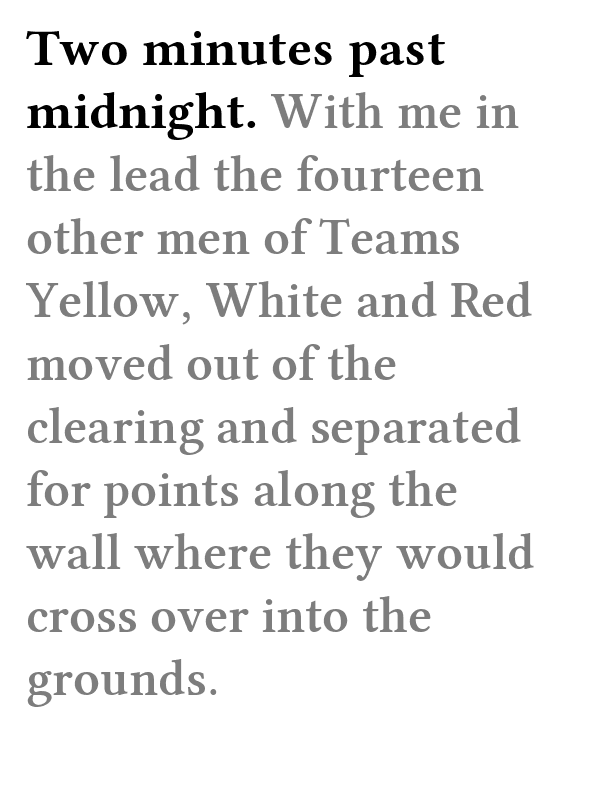 Two minutes past
midnight. With me in
the lead the fourteen
other men of Teams
Yellow, White and Red
moved out of the
clearing and separated
for points along the
wall where they would
cross over into the
grounds.